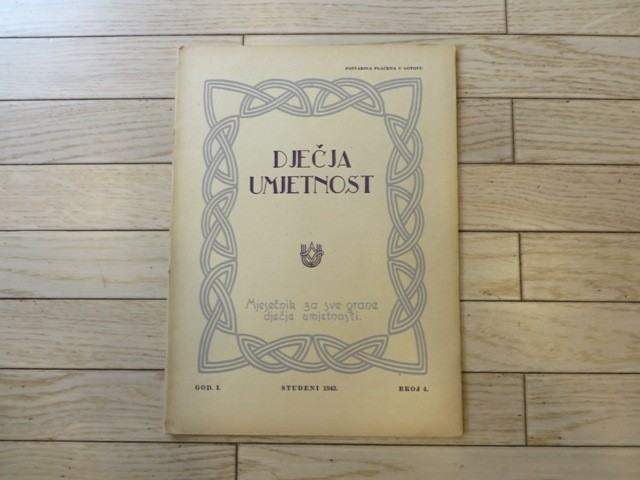 POŠTARINA PLAĆENA U GOTOVU
DJEČJA
UMJETNOST
Mjesečnik za sve grane
dječje umjetnosti.
GOD. I.
STUDENI 1943.
BROJ 4.